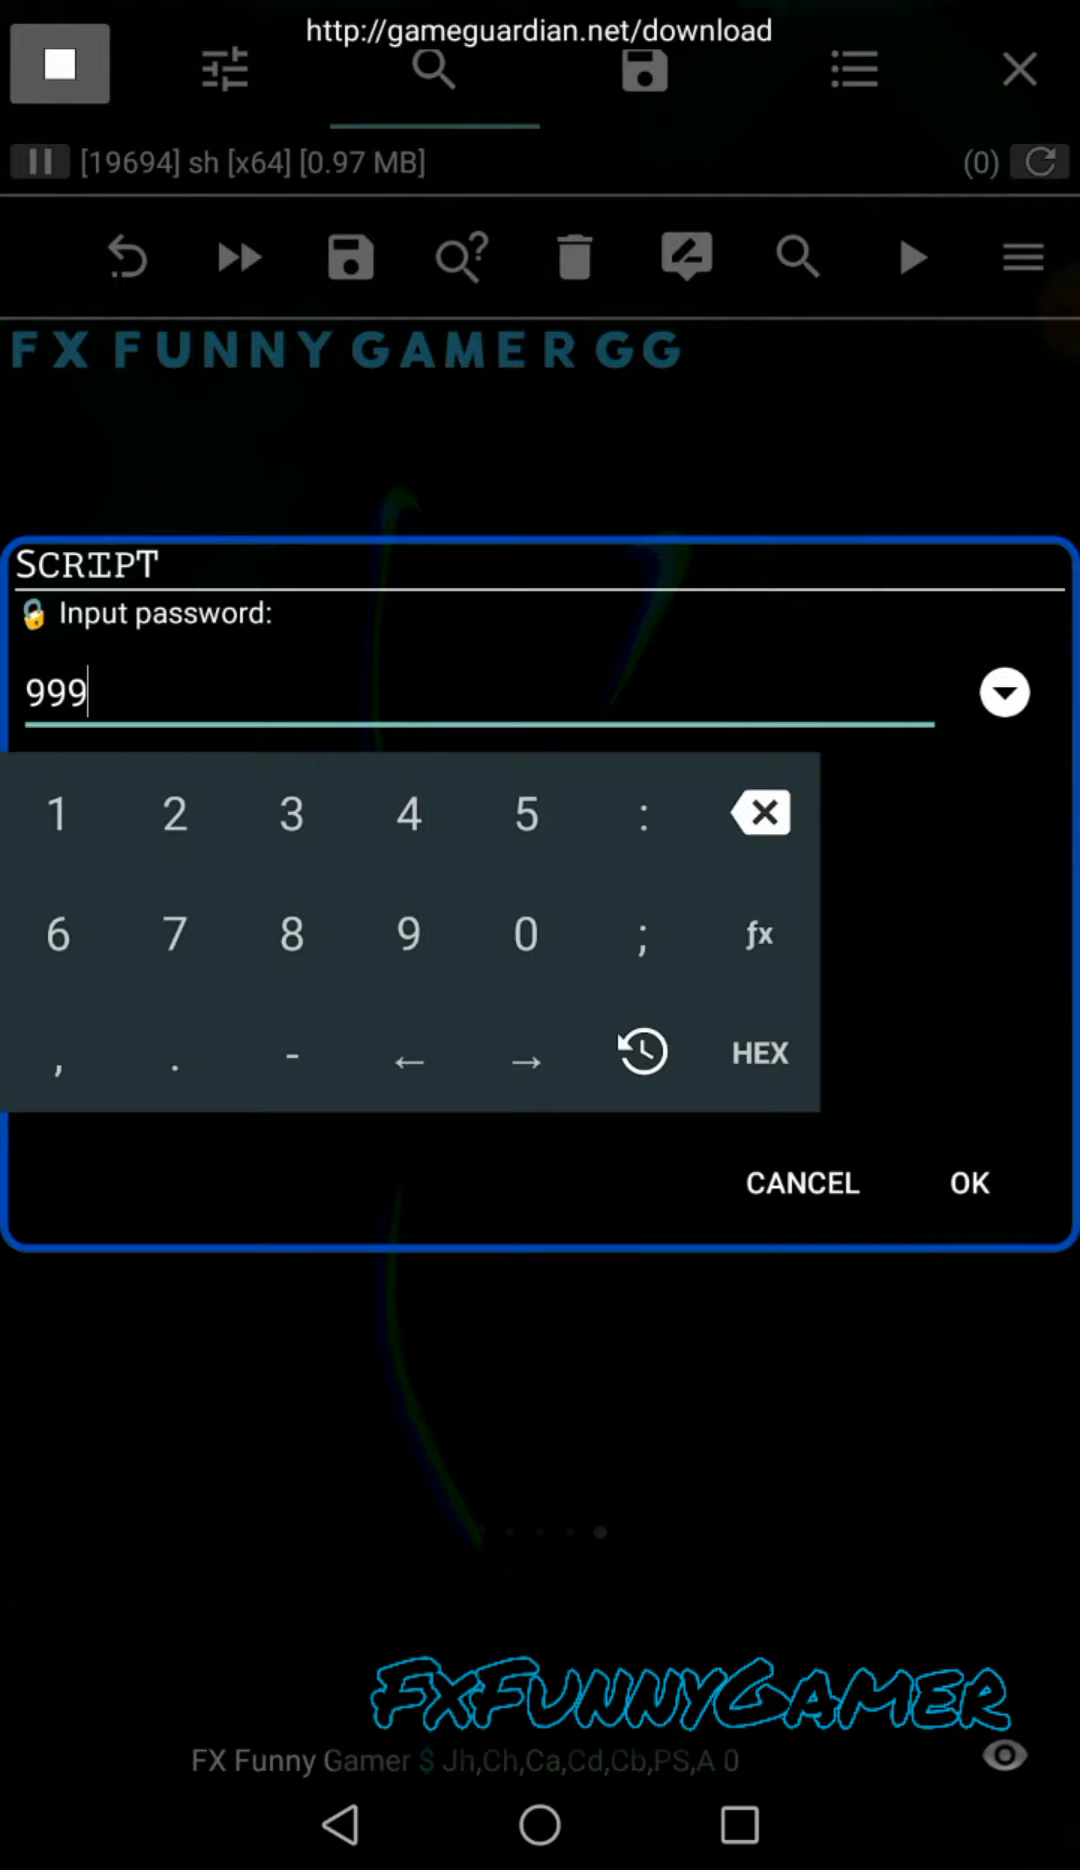 http://gameguardian.net/download
[19694] sh [x64] [0.97 MB] (0)
FX FUNNY GAMER GG
SCRIPT
🔒 Input password:
999
1 2 3 4 5 :
6 7 8 9 0 ; ƒx
, . - ← → HEX
CANCEL OK
FXFUNNYGAMER
FX Funny Gamer $ Jh,Ch,Ca,Cd,Cb,PS,A 0